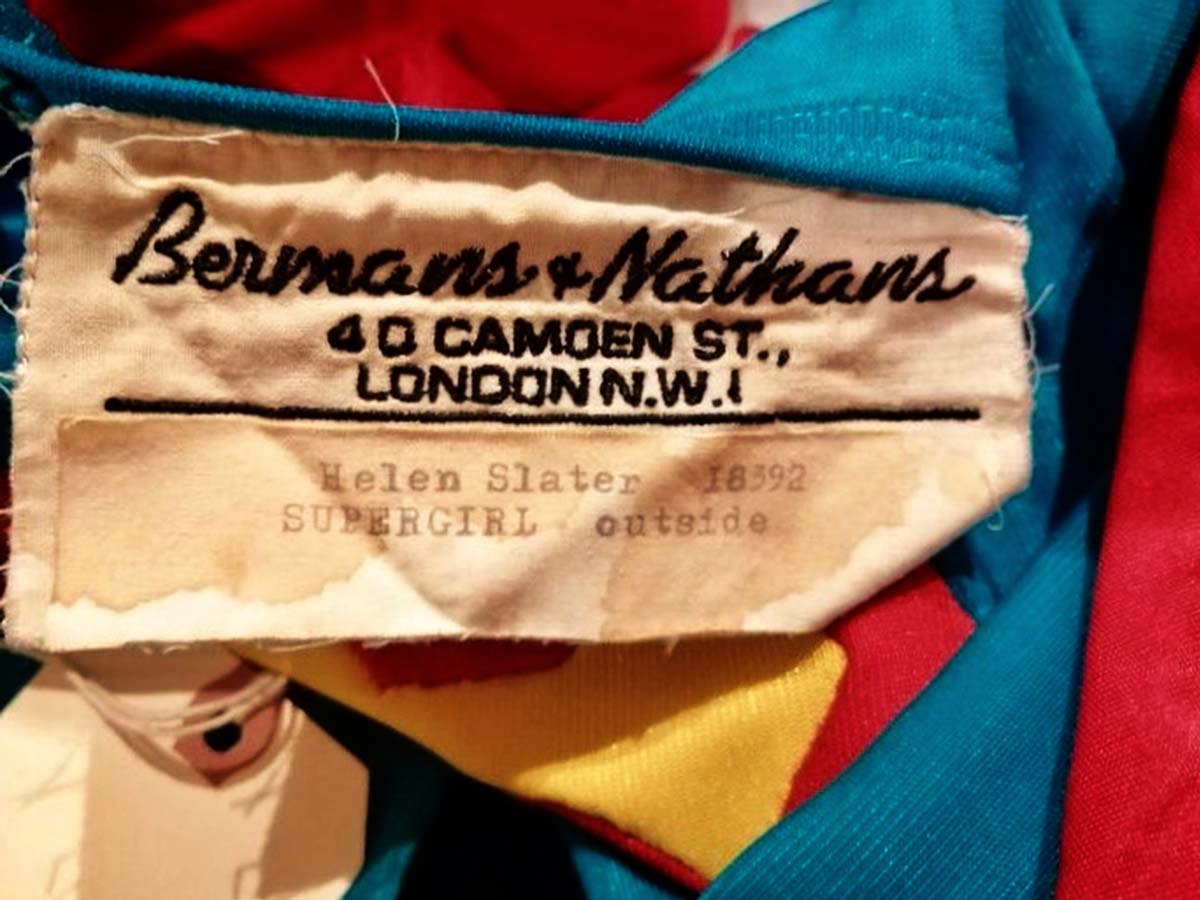 Bermans & Nathans
40 CAMDEN ST.,
LONDON N.W.1
Helen Slater 18392
SUPERGIRL outside